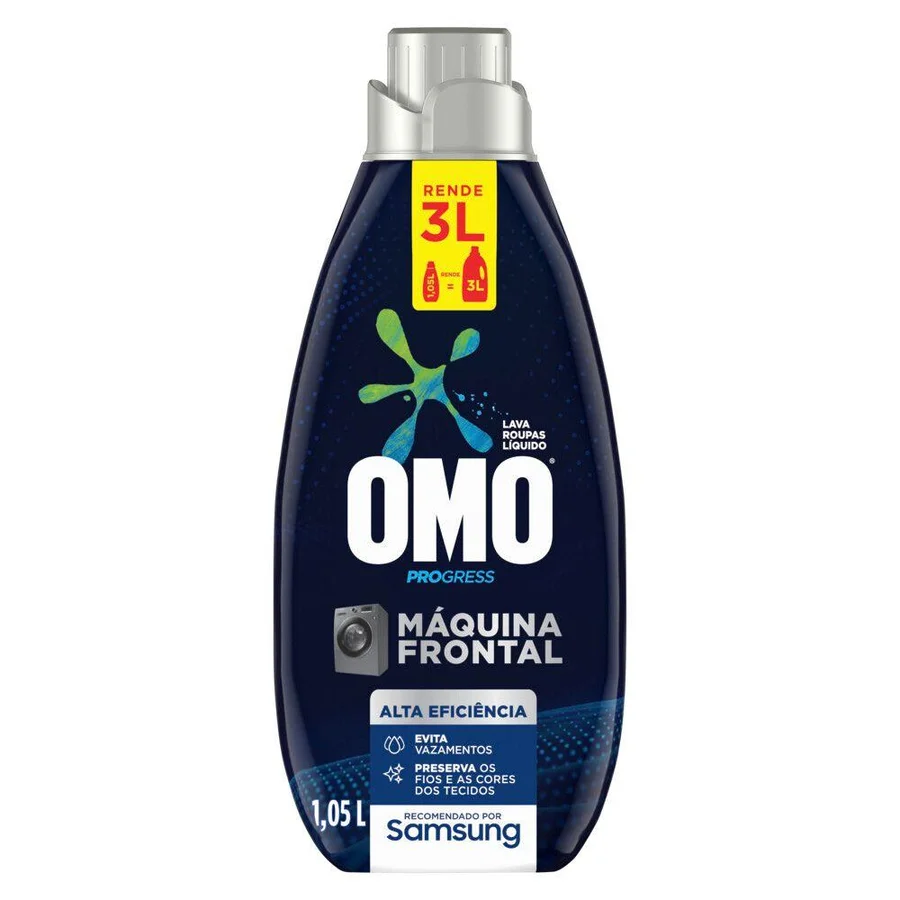 RENDE
3L
1,05L
RENDE
=
3L
LAVA
ROUPAS
LÍQUIDO
OMO®
PROGRESS
MÁQUINA
FRONTAL
ALTA EFICIÊNCIA
EVITA
VAZAMENTOS
PRESERVA OS
FIOS E AS CORES
DOS TECIDOS
1,05 L
RECOMENDADO POR
Samsung